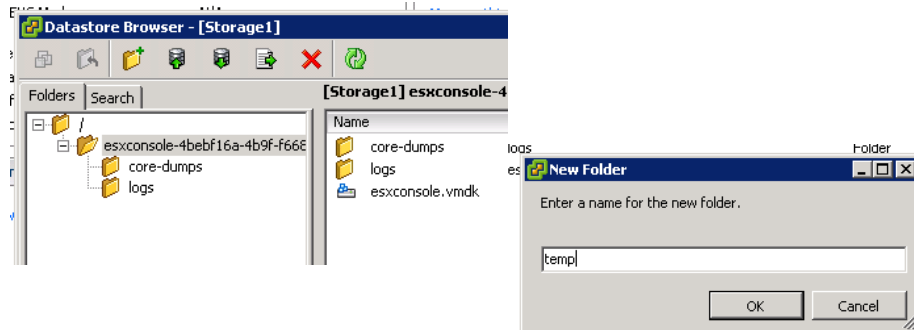 Datastore Browser - [Storage1]
Folders
Search
[Storage1] esxconsole-4
/
Name
esxconsole-4bebf16a-4b9f-f668
core-dumps
logs
core-dumps
logs
logs
esxconsole.vmdk
es
Folder
New Folder
Enter a name for the new folder.
temp
OK
Cancel